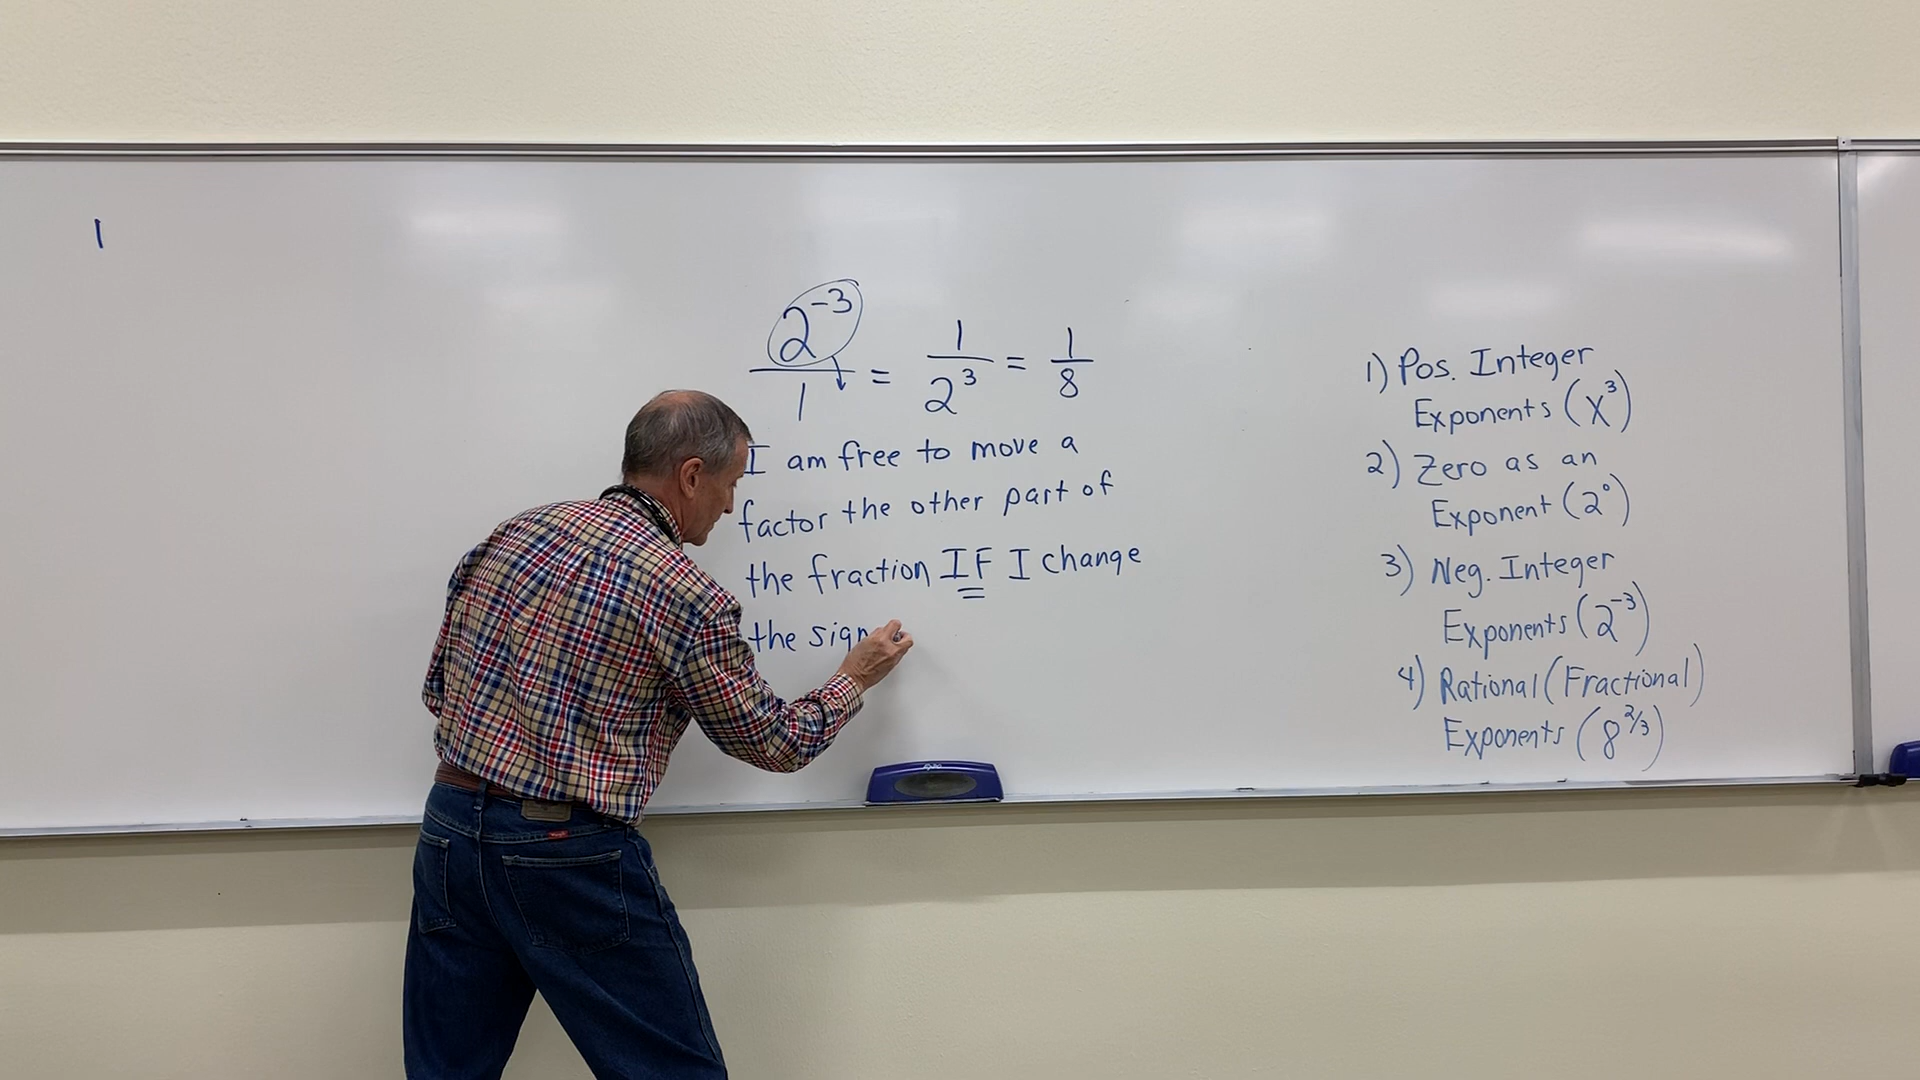 1
2⁻³/1 = 1/2³ = 1/8
I am free to move a
factor the other part of
the fraction IF I change
the sign
1) Pos. Integer
Exponents (x³)
2) Zero as an
Exponent (2⁰)
3) Neg. Integer
Exponents (2⁻³)
4) Rational (Fractional)
Exponents (8^2/3)